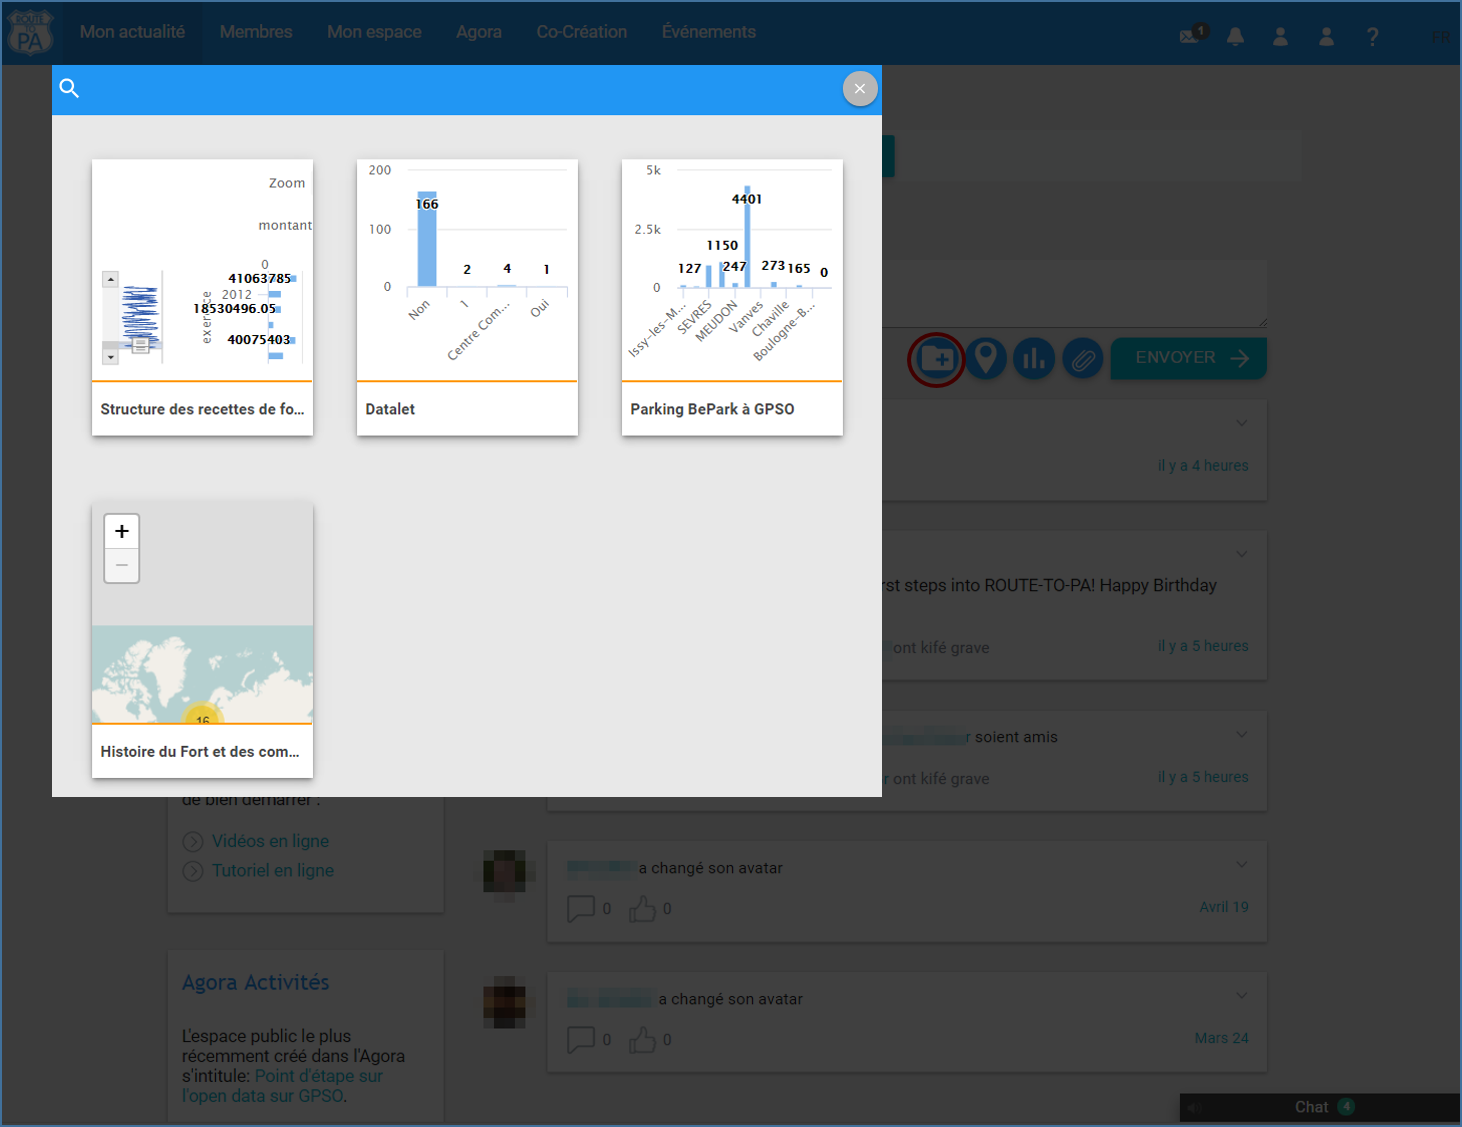 ROUTE
TO
PA
Mon actualité
Membres
Mon espace
Agora
Co-Création
Événements
1
?
FR
Zoom
montant
0
41063785
2012
18530496.05
40075403
exercice
Structure des recettes de fo...
200
100
0
166
2
4
1
Non
1
Centre Com...
Oui
Datalet
5k
2.5k
0
4401
1150
127
247
273
165
0
Issy-les-M...
SEVRES
MEUDON
Vanves
Chaville
Boulogne-B...
Parking BePark à GPSO
+
−
16
Histoire du Fort et des com...
ENVOYER
il y a 4 heures
rst steps into ROUTE-TO-PA! Happy Birthday
ont kifé grave
il y a 5 heures
r soient amis
r ont kifé grave
il y a 5 heures
de bien démarrer :
Vidéos en ligne
Tutoriel en ligne
a changé son avatar
0
0
Avril 19
Agora Activités
L'espace public le plus
récemment créé dans l'Agora
s'intitule: Point d'étape sur
l'open data sur GPSO.
a changé son avatar
0
0
Mars 24
Chat 4